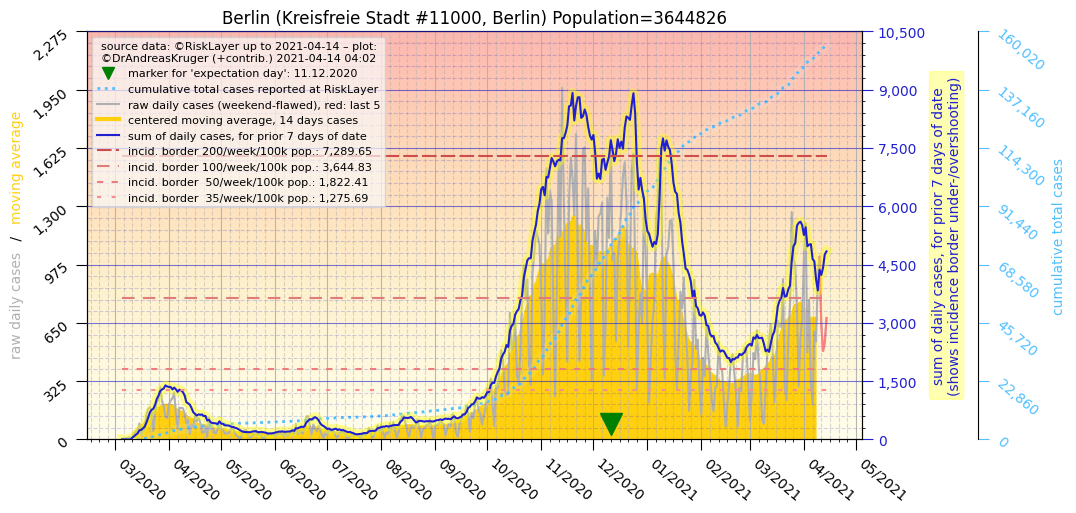 Berlin (Kreisfreie Stadt #11000, Berlin) Population=3644826
source data: ©RiskLayer up to 2021-04-14 – plot:
©DrAndreasKruger (+contrib.) 2021-04-14 04:02
marker for 'expectation day': 11.12.2020
cumulative total cases reported at RiskLayer
raw daily cases (weekend-flawed), red: last 5
centered moving average, 14 days cases
sum of daily cases, for prior 7 days of date
incid. border 200/week/100k pop.: 7,289.65
incid. border 100/week/100k pop.: 3,644.83
incid. border  50/week/100k pop.: 1,822.41
incid. border  35/week/100k pop.: 1,275.69
raw daily cases / moving average
2,275
1,950
1,625
1,300
975
650
325
0
03/2020
04/2020
05/2020
06/2020
07/2020
08/2020
09/2020
10/2020
11/2020
12/2020
01/2021
02/2021
03/2021
04/2021
05/2021
10,500
9,000
7,500
6,000
4,500
3,000
1,500
0
sum of daily cases, for prior 7 days of date
(shows incidence border under-/overshooting)
160,020
137,160
114,300
91,440
68,580
45,720
22,860
0
cumulative total cases